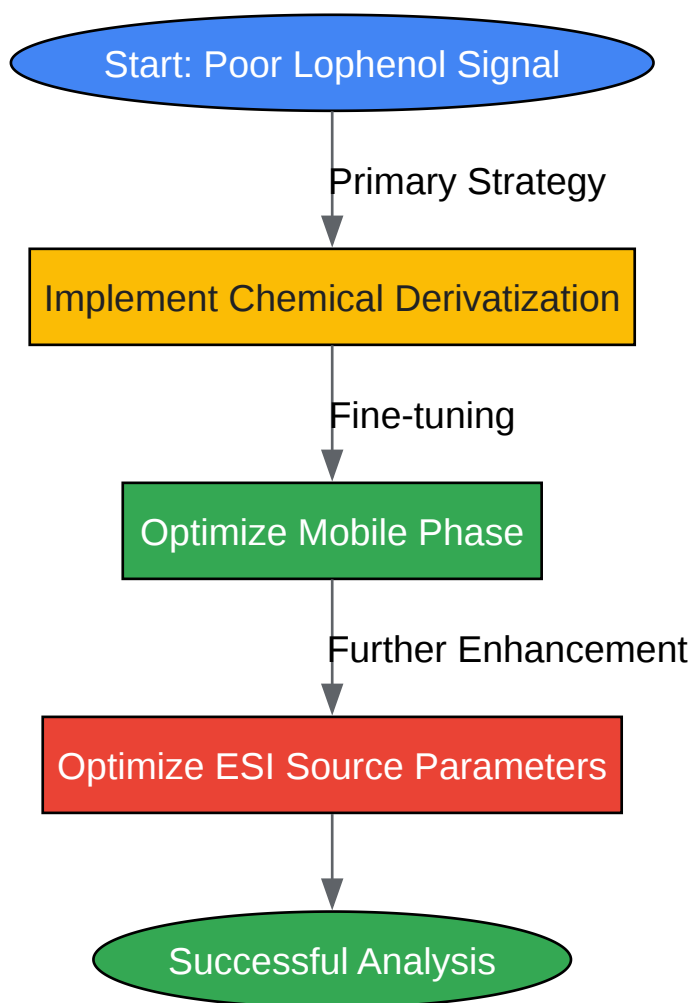 Start: Poor Lophenol Signal
Primary Strategy
Implement Chemical Derivatization
Fine-tuning
Optimize Mobile Phase
Further Enhancement
Optimize ESI Source Parameters
Successful Analysis